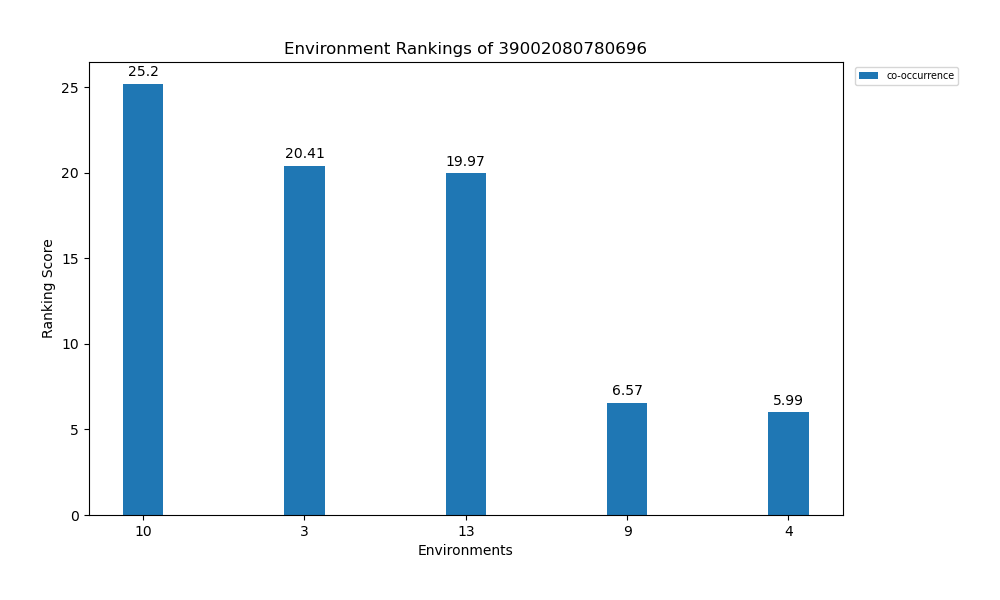 Environment Rankings of 39002080780696
co-occurrence
25.2
20.41
19.97
6.57
5.99
Ranking Score
25
20
15
10
5
0
10 3 13 9 4
Environments